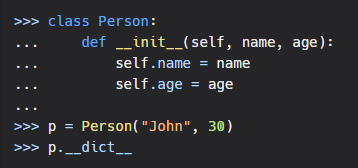 >>> class Person:
...     def __init__(self, name, age):
...         self.name = name
...         self.age = age
...
>>> p = Person("John", 30)
>>> p.__dict__